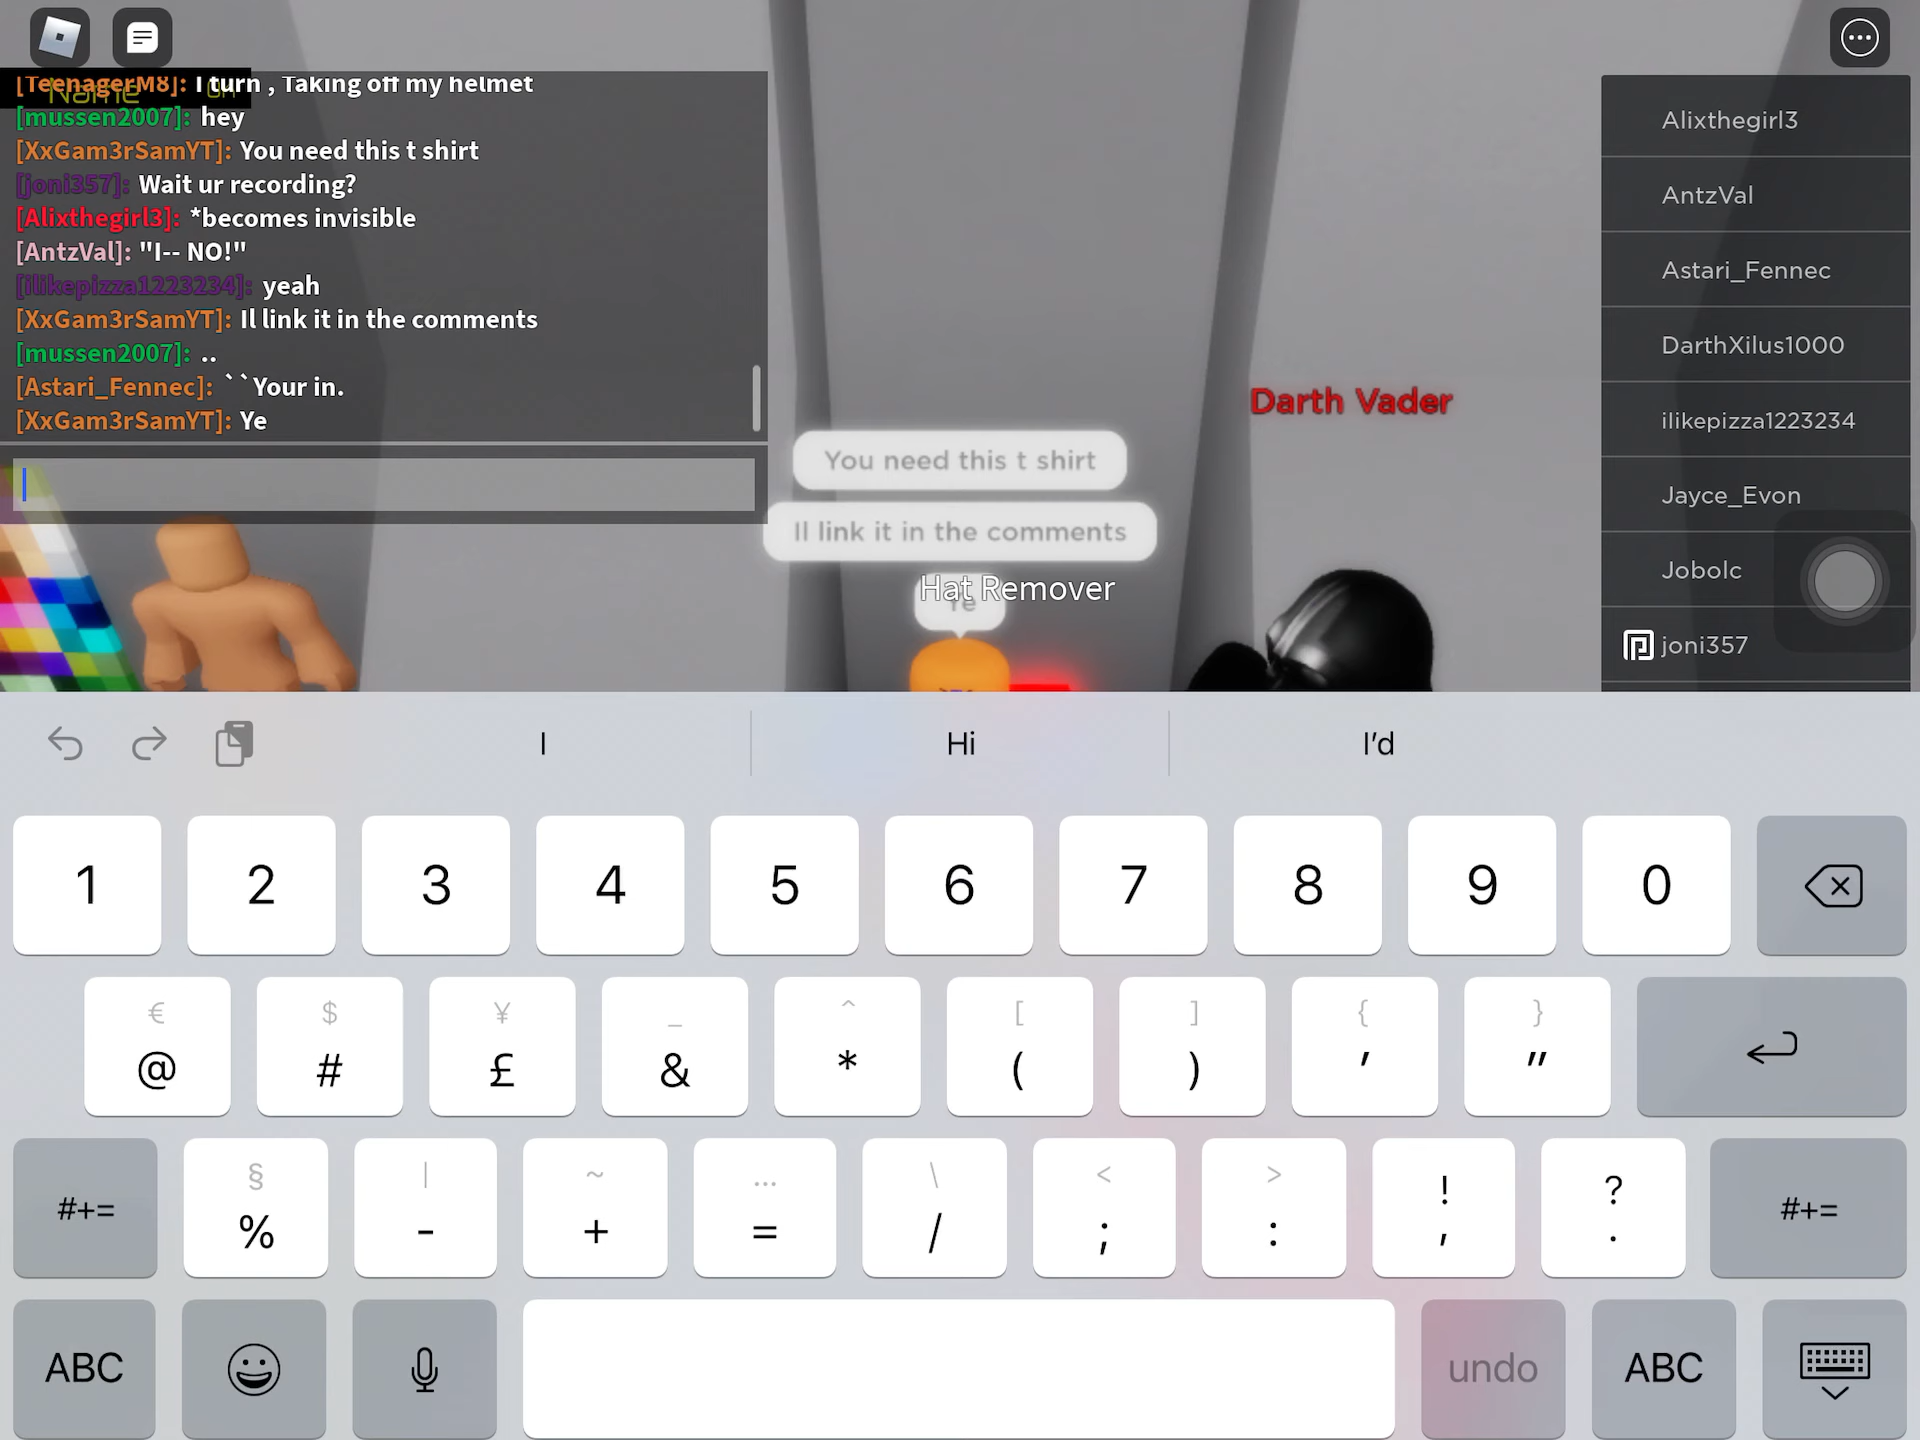 [TeenagerM8]: I turn , Taking off my helmet
Name
[mussen2007]: hey
[XxGam3rSamYT]: You need this t shirt
[joni357]: Wait ur recording?
[Alixthegirl3]: *becomes invisible
[AntzVal]: "I-- NO!"
[ilikepizza1223234]: yeah
[XxGam3rSamYT]: Il link it in the comments
[mussen2007]: ..
[Astari_Fennec]: ``Your in.
[XxGam3rSamYT]: Ye
Alixthegirl3
AntzVal
Astari_Fennec
DarthXilus1000
ilikepizza1223234
Jayce_Evon
Jobolc
joni357
Darth Vader
You need this t shirt
Il link it in the comments
Hat Remover
Ye
I Hi I'd
1 2 3 4 5 6 7 8 9 0
€ $ ¥ _ ^ [ ] { }
@ # £ & * ( ) ' "
§ | ~ ... \ < > ! ?
#+= % - + = / ; : , . #+=
ABC undo ABC